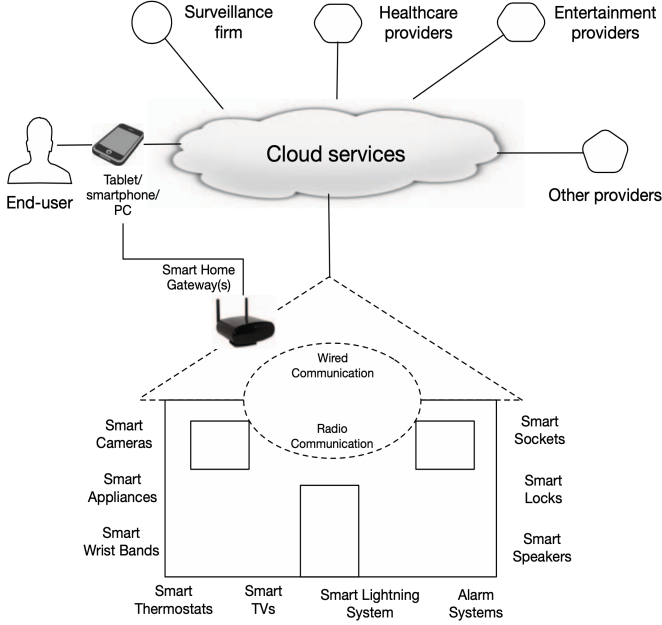 Surveillance
firm
Healthcare
providers
Entertainment
providers
Cloud services
End-user
Tablet/
smartphone/
PC
Other providers
Smart Home
Gateway(s)
Wired
Communication
Radio
Communication
Smart
Cameras
Smart
Appliances
Smart
Wrist Bands
Smart
Sockets
Smart
Locks
Smart
Speakers
Smart
Thermostats
Smart
TVs
Smart Lightning
System
Alarm
Systems